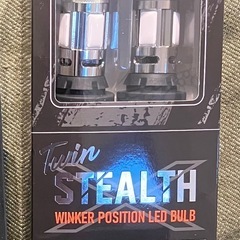 Twin
STEALTH
WINKER POSITION LED BULB